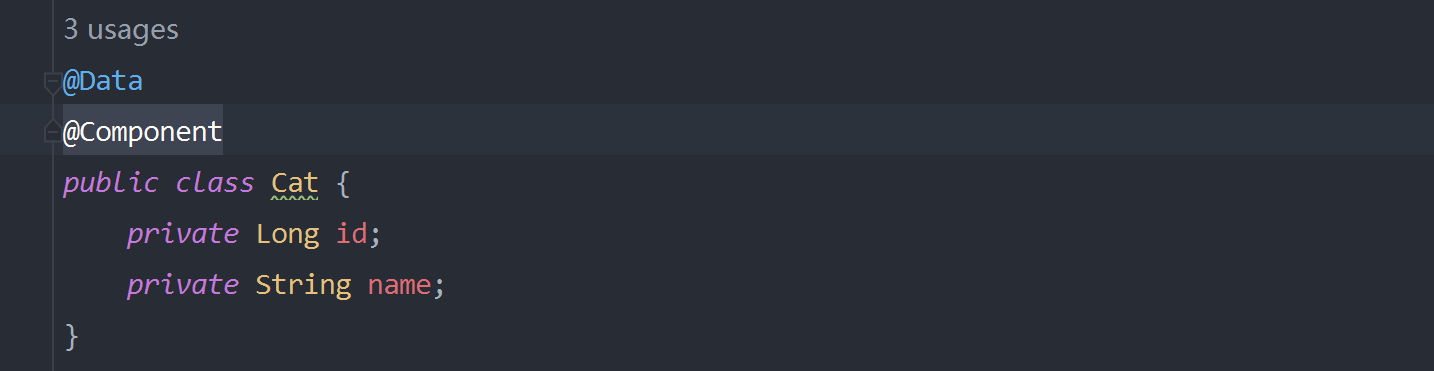 3 usages
@Data
@Component
public class Cat {
    private Long id;
    private String name;
}